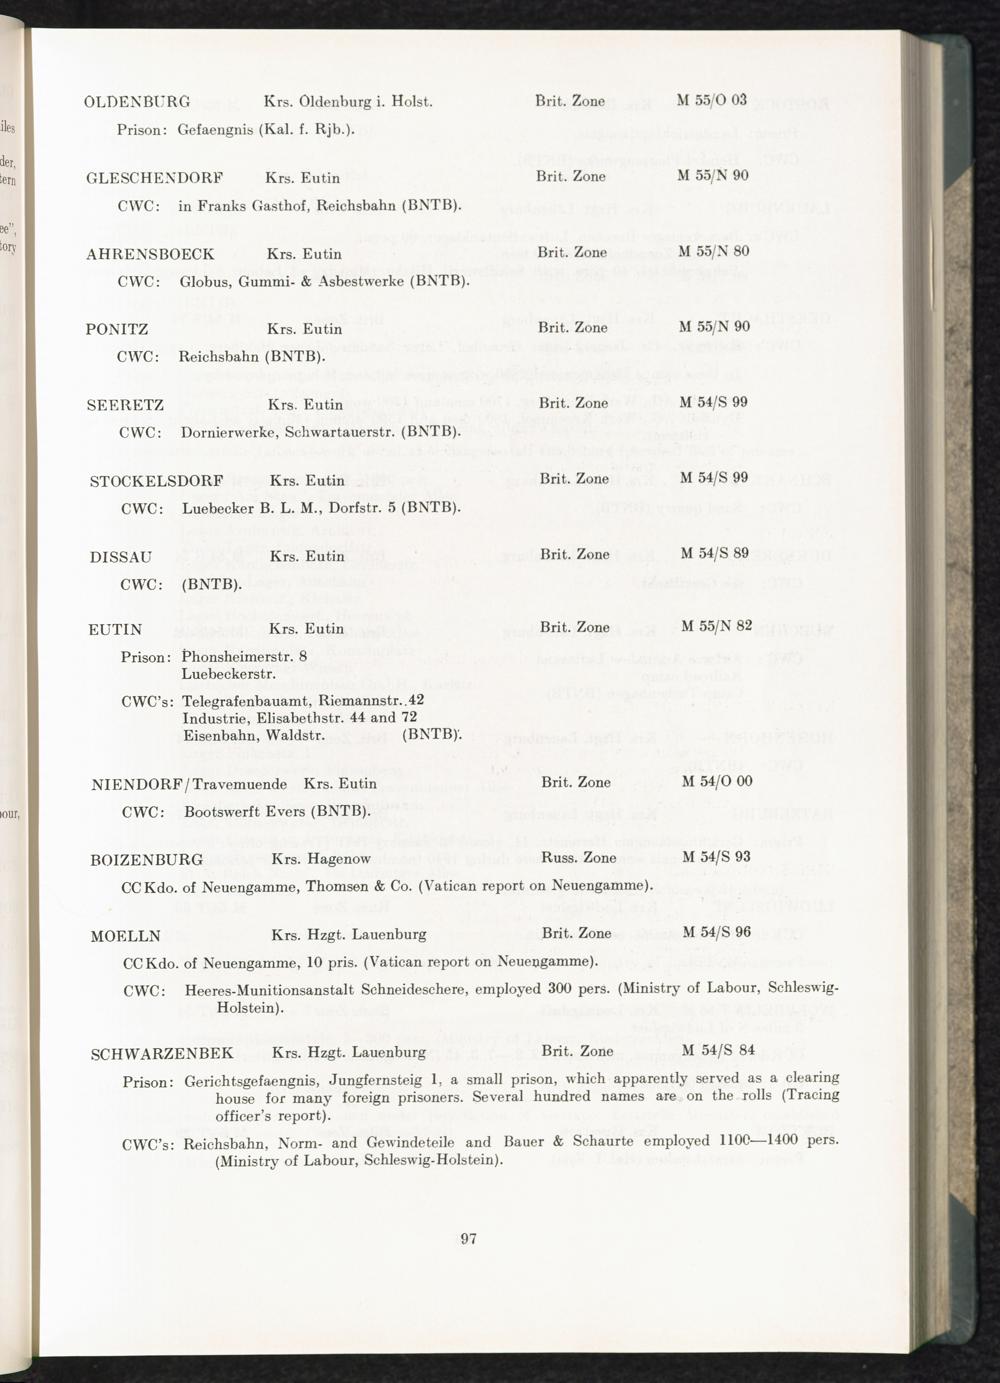 OLDENBURG Krs. Oldenburg i. Holst. Brit. Zone M 55/O 03
Prison: Gefaengnis (Kal. f. Rjb.).
GLESCHENDORF Krs. Eutin Brit. Zone M 55/N 90
CWC: in Franks Gasthof, Reichsbahn (BNTB).
AHRENSBOECK Krs. Eutin Brit. Zone M 55/N 80
CWC: Globus, Gummi- & Asbestwerke (BNTB).
PONITZ Krs. Eutin Brit. Zone M 55/N 90
CWC: Reichsbahn (BNTB).
SEERETZ Krs. Eutin Brit. Zone M 54/S 99
CWC: Dornierwerke, Schwartauerstr. (BNTB).
STOCKELSDORF Krs. Eutin Brit. Zone M 54/S 99
CWC: Luebecker B. L. M., Dorfstr. 5 (BNTB).
DISSAU Krs. Eutin Brit. Zone M 54/S 89
CWC: (BNTB).
EUTIN Krs. Eutin Brit. Zone M 55/N 82
Prison: Phonsheimerstr. 8
Luebeckerstr.
CWC's: Telegrafenbauamt, Riemannstr. 42
Industrie, Elisabethstr. 44 and 72
Eisenbahn, Waldstr. (BNTB).
NIENDORF/Travemuende Krs. Eutin Brit. Zone M 54/O 00
CWC: Bootswerft Evers (BNTB).
BOIZENBURG Krs. Hagenow Russ. Zone M 54/S 93
CC Kdo. of Neuengamme, Thomsen & Co. (Vatican report on Neuengamme).
MOELLN Krs. Hzgt. Lauenburg Brit. Zone M 54/S 96
CC Kdo. of Neuengamme, 10 pris. (Vatican report on Neuengamme).
CWC: Heeres-Munitionsanstalt Schneideschere, employed 300 pers. (Ministry of Labour, Schleswig-
Holstein).
SCHWARZENBEK Krs. Hzgt. Lauenburg Brit. Zone M 54/S 84
Prison: Gerichtsgefaengnis, Jungfernsteig 1, a small prison, which apparently served as a clearing
house for many foreign prisoners. Several hundred names are on the rolls (Tracing
officer's report).
CWC's: Reichsbahn, Norm- and Gewindeteile and Bauer & Schaurte employed 1100—1400 pers.
(Ministry of Labour, Schleswig-Holstein).
97